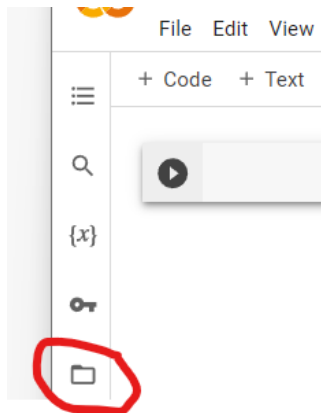 File Edit View
+ Code + Text
{x}